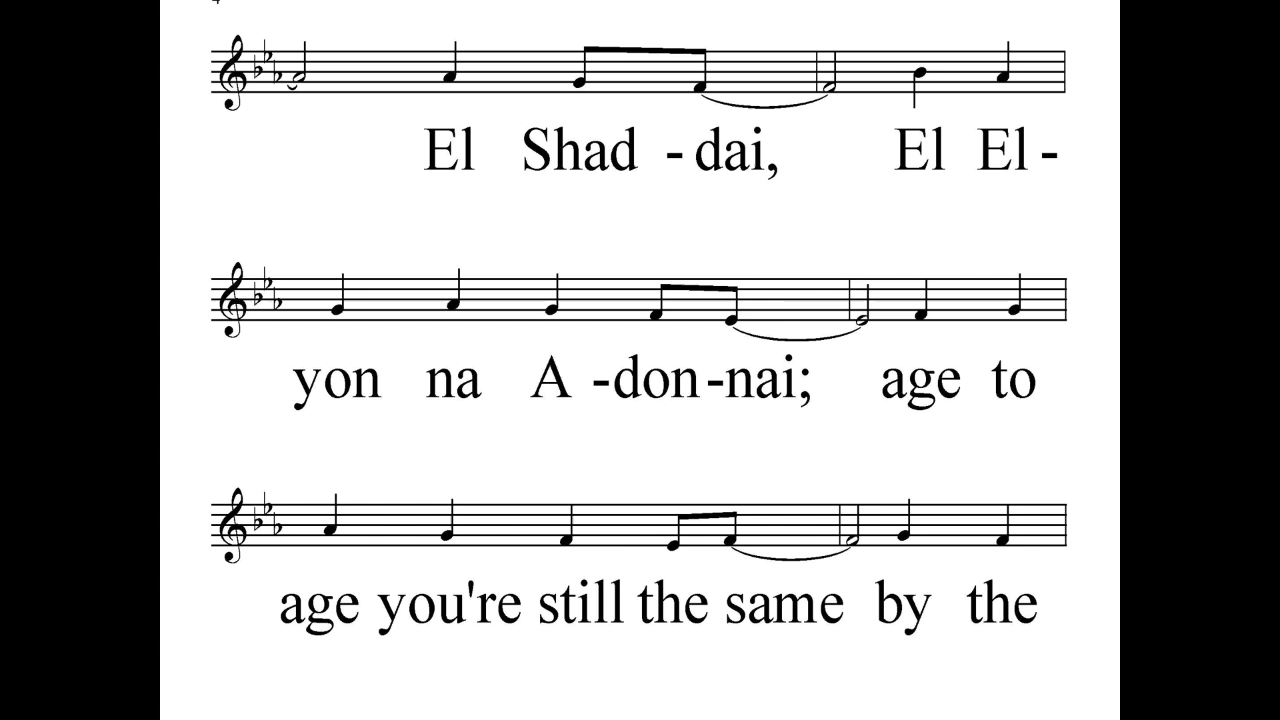 El Shad - dai, El El -
yon na A -don-nai; age to
age you're still the same by the